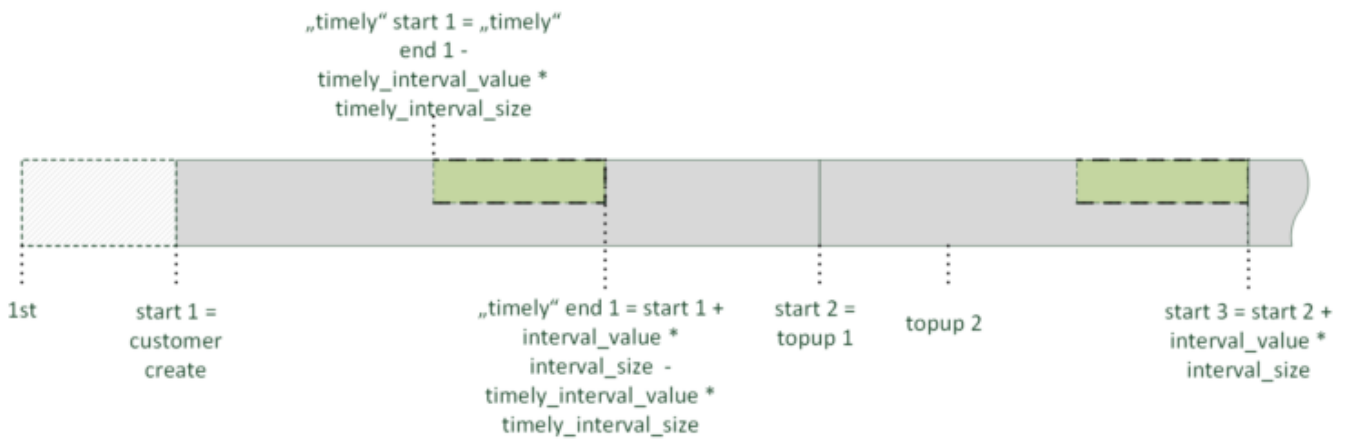 „timely“ start 1 = „timely“
end 1 -
timely_interval_value *
timely_interval_size
1st
start 1 =
customer
create
„timely“ end 1 = start 1 +
interval_value *
interval_size -
timely_interval_value *
timely_interval_size
start 2 =
topup 1
topup 2
start 3 = start 2 +
interval_value *
interval_size